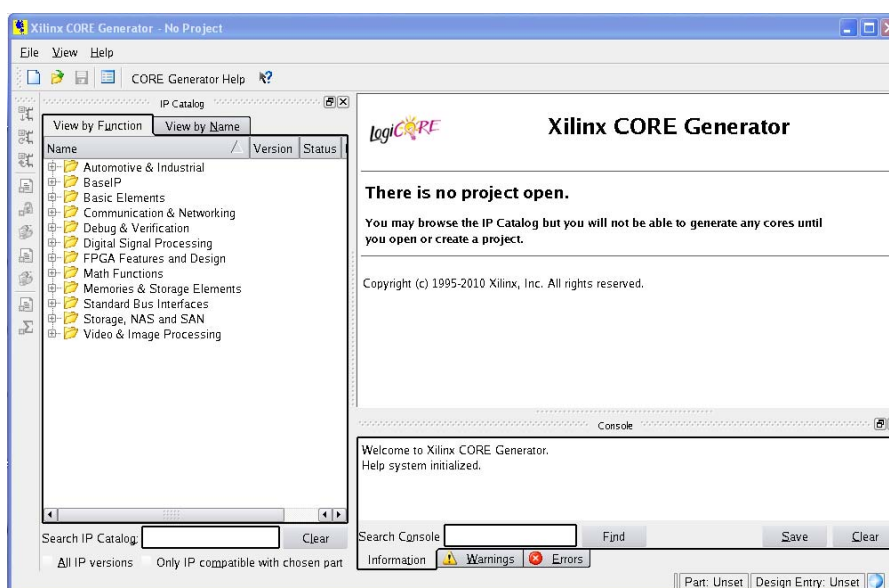 Xilinx CORE Generator - No Project
File View Help
CORE Generator Help
IP Catalog
View by Function View by Name
Name Version Status
Automotive & Industrial
BaseIP
Basic Elements
Communication & Networking
Debug & Verification
Digital Signal Processing
FPGA Features and Design
Math Functions
Memories & Storage Elements
Standard Bus Interfaces
Storage, NAS and SAN
Video & Image Processing
Search IP Catalog: Clear
All IP versions Only IP compatible with chosen part
logiCORE
Xilinx CORE Generator
There is no project open.
You may browse the IP Catalog but you will not be able to generate any cores until
you open or create a project.
Copyright (c) 1995-2010 Xilinx, Inc. All rights reserved.
Console
Welcome to Xilinx CORE Generator.
Help system initialized.
Search Console Find Save Clear
Information Warnings Errors
Part: Unset Design Entry: Unset